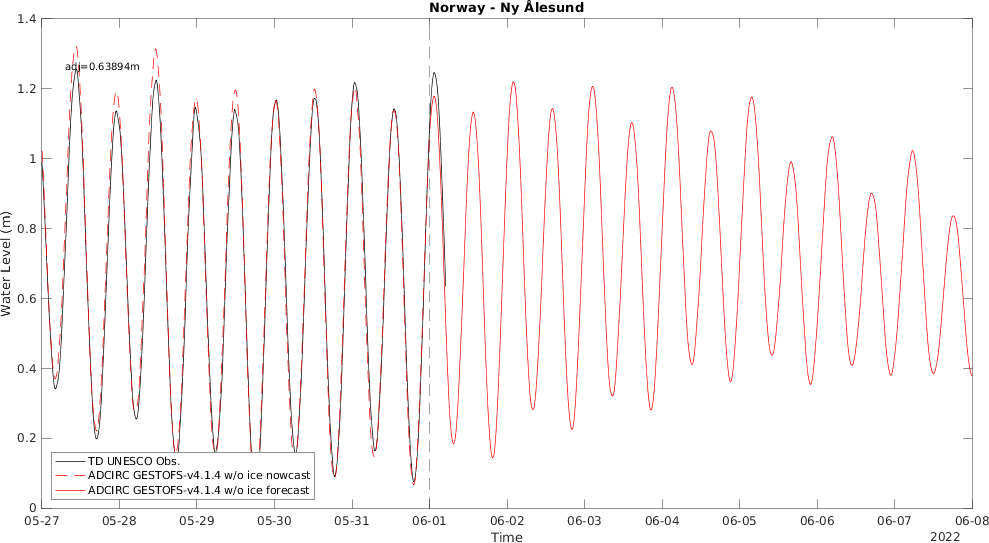 Norway - Ny Ålesund
adj=0.63894m
Water Level (m)
1.4
1.2
1
0.8
0.6
0.4
0.2
0
TD UNESCO Obs.
ADCIRC GESTOFS-v4.1.4 w/o ice nowcast
ADCIRC GESTOFS-v4.1.4 w/o ice forecast
05-27 05-28 05-29 05-30 05-31 06-01 06-02 06-03 06-04 06-05 06-06 06-07 06-08
Time
2022